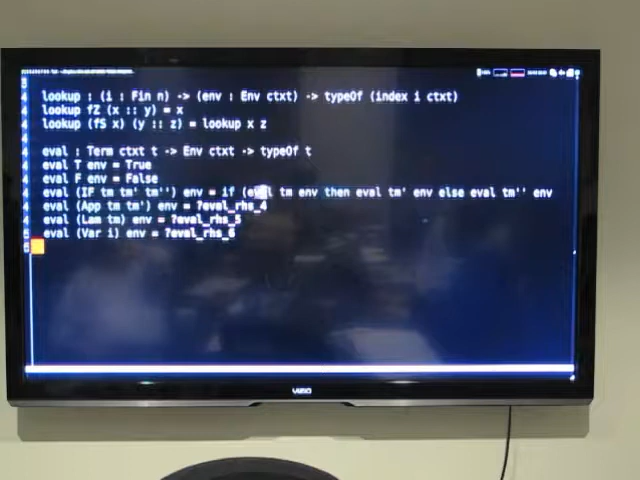 lookup : (i : Fin n) -> (env : Env ctxt) -> typeOf (index i ctxt)
lookup fZ (x :: y) = x
lookup (fS x) (y :: z) = lookup x z
eval : Term ctxt t -> Env ctxt -> typeOf t
eval T env = True
eval F env = False
eval (IF tm tm' tm'') env = if (eval tm env then eval tm' env else eval tm'' env
eval (App tm tm') env = ?eval_rhs_4
eval (Lam tm) env = ?eval_rhs_5
eval (Var i) env = ?eval_rhs_6
VIZIO